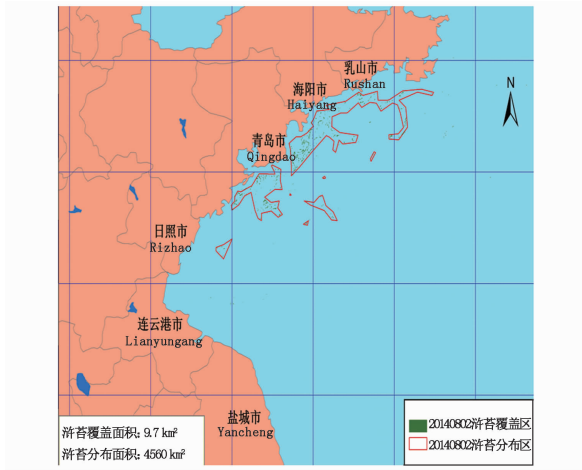 乳山市
Rushan
海阳市
Haiyang
N
青岛市
Qingdao
日照市
Rizhao
连云港市
Lianyungang
盐城市
Yancheng
浒苔覆盖面积: 9.7 km²
浒苔分布面积: 4560 km²
20140802浒苔覆盖区
20140802浒苔分布区